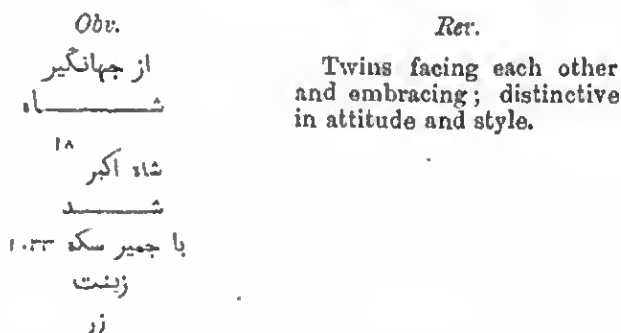 Obv.
از جهانگیر
شـــــاه
شاه اکبر ۱۸
شـــــد
با جمیر سکه ۱۰۳۳
زینت
زر
Rev.
Twins facing each other
and embracing; distinctive
in attitude and style.